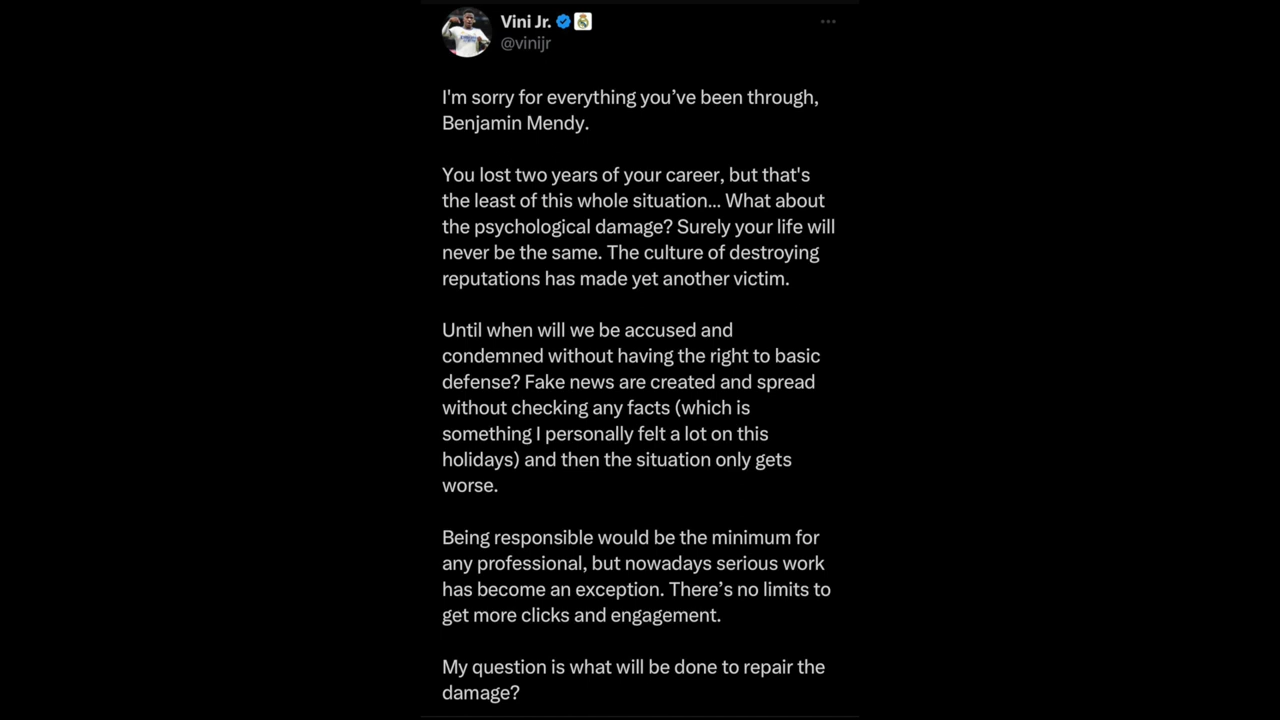 Vini Jr.
@vinijr
I'm sorry for everything you’ve been through,
Benjamin Mendy.
You lost two years of your career, but that's
the least of this whole situation... What about
the psychological damage? Surely your life will
never be the same. The culture of destroying
reputations has made yet another victim.
Until when will we be accused and
condemned without having the right to basic
defense? Fake news are created and spread
without checking any facts (which is
something I personally felt a lot on this
holidays) and then the situation only gets
worse.
Being responsible would be the minimum for
any professional, but nowadays serious work
has become an exception. There’s no limits to
get more clicks and engagement.
My question is what will be done to repair the
damage?